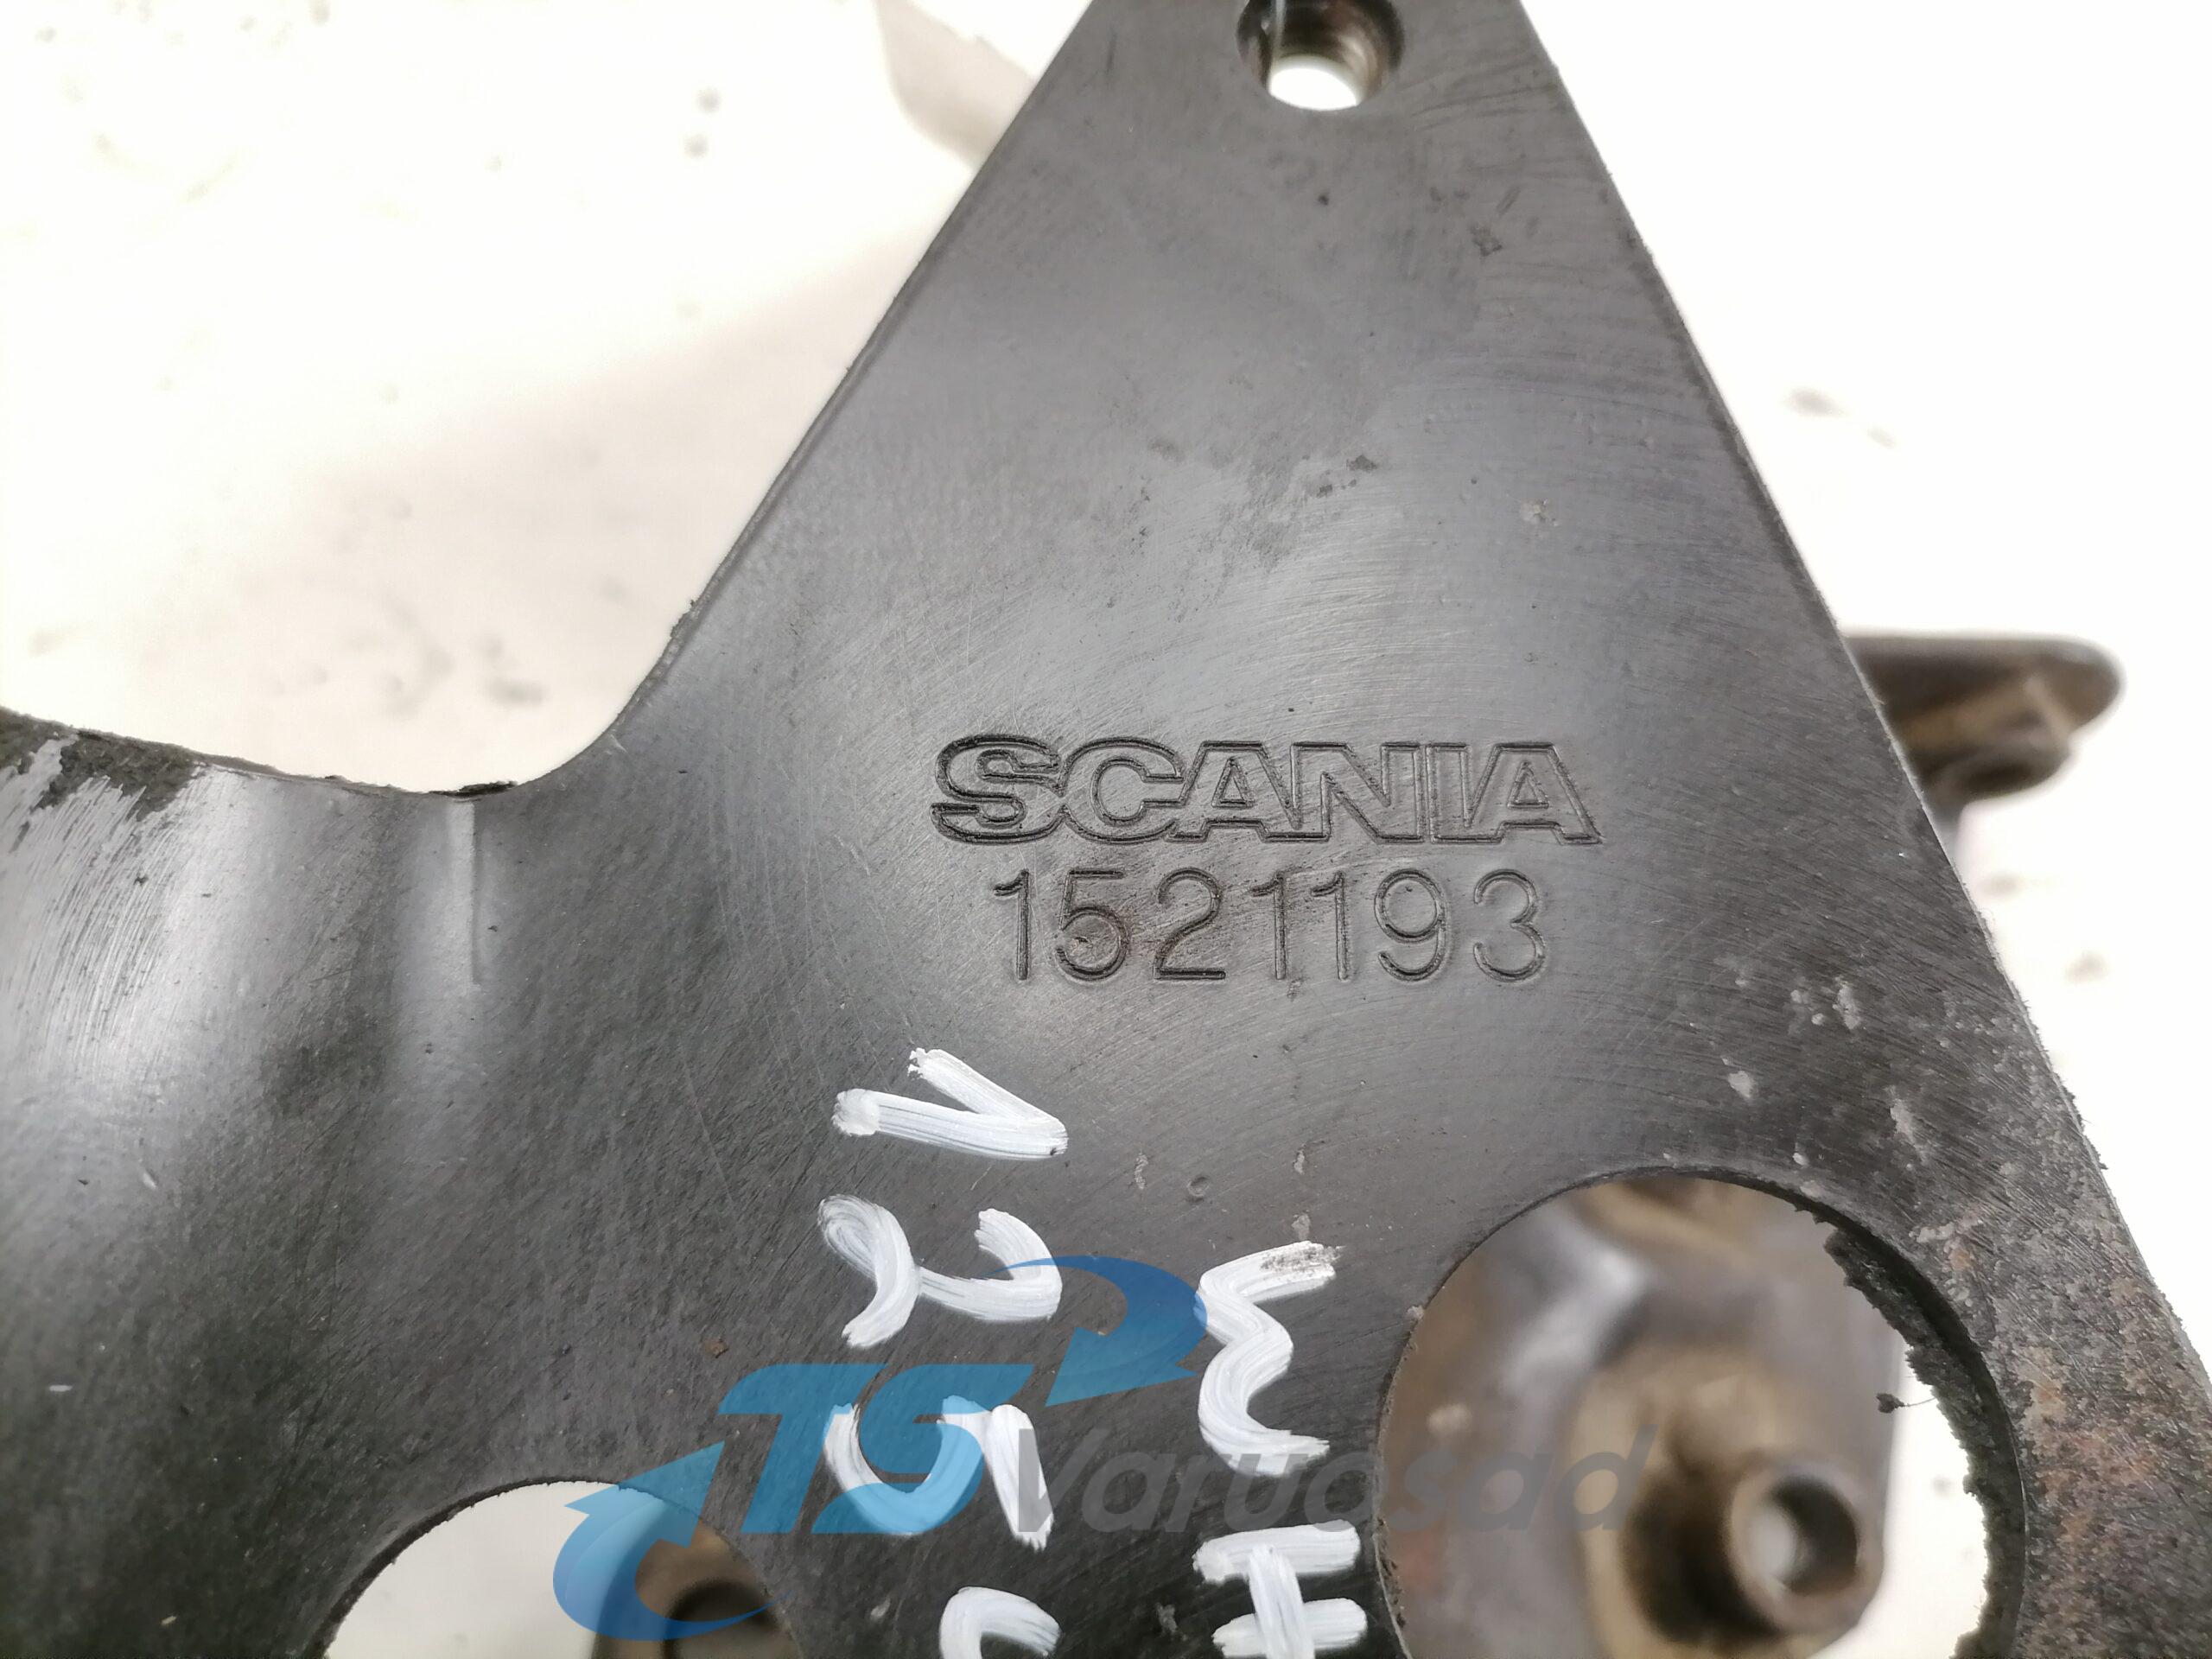 SCANIA
1521193
TS Varuosad